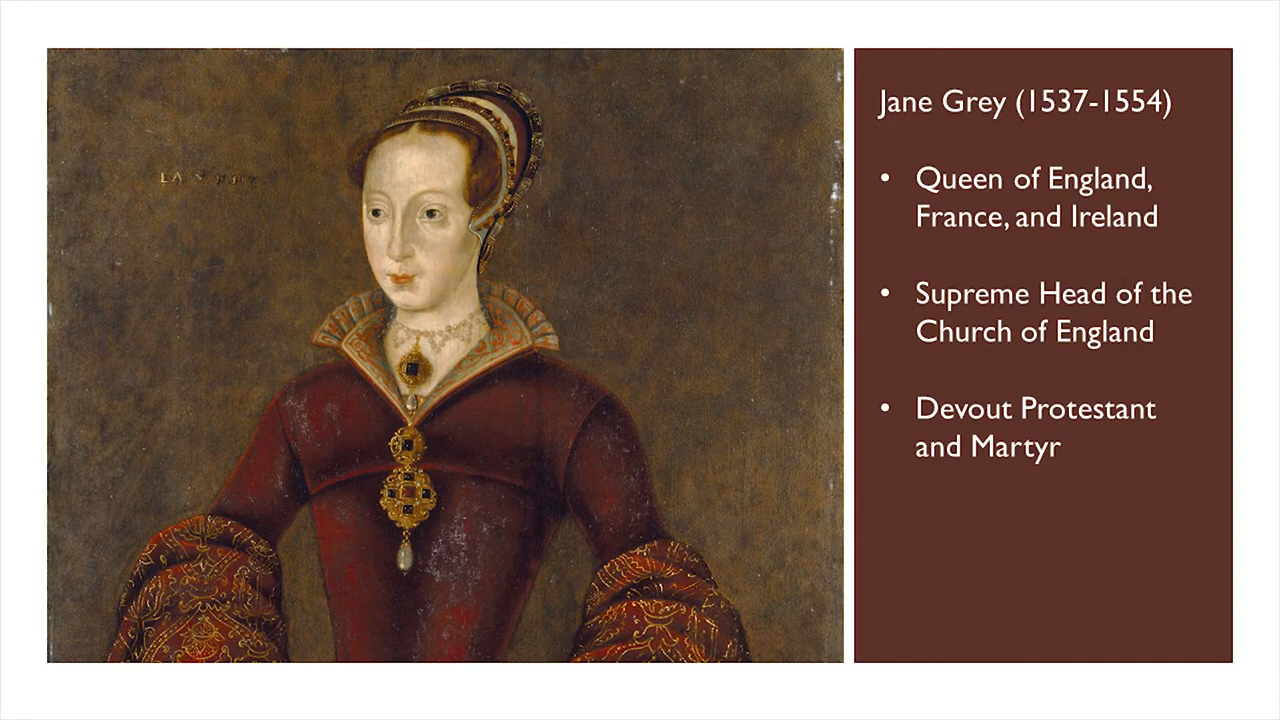 Jane Grey (1537-1554)
• Queen of England,
France, and Ireland
• Supreme Head of the
Church of England
• Devout Protestant
and Martyr